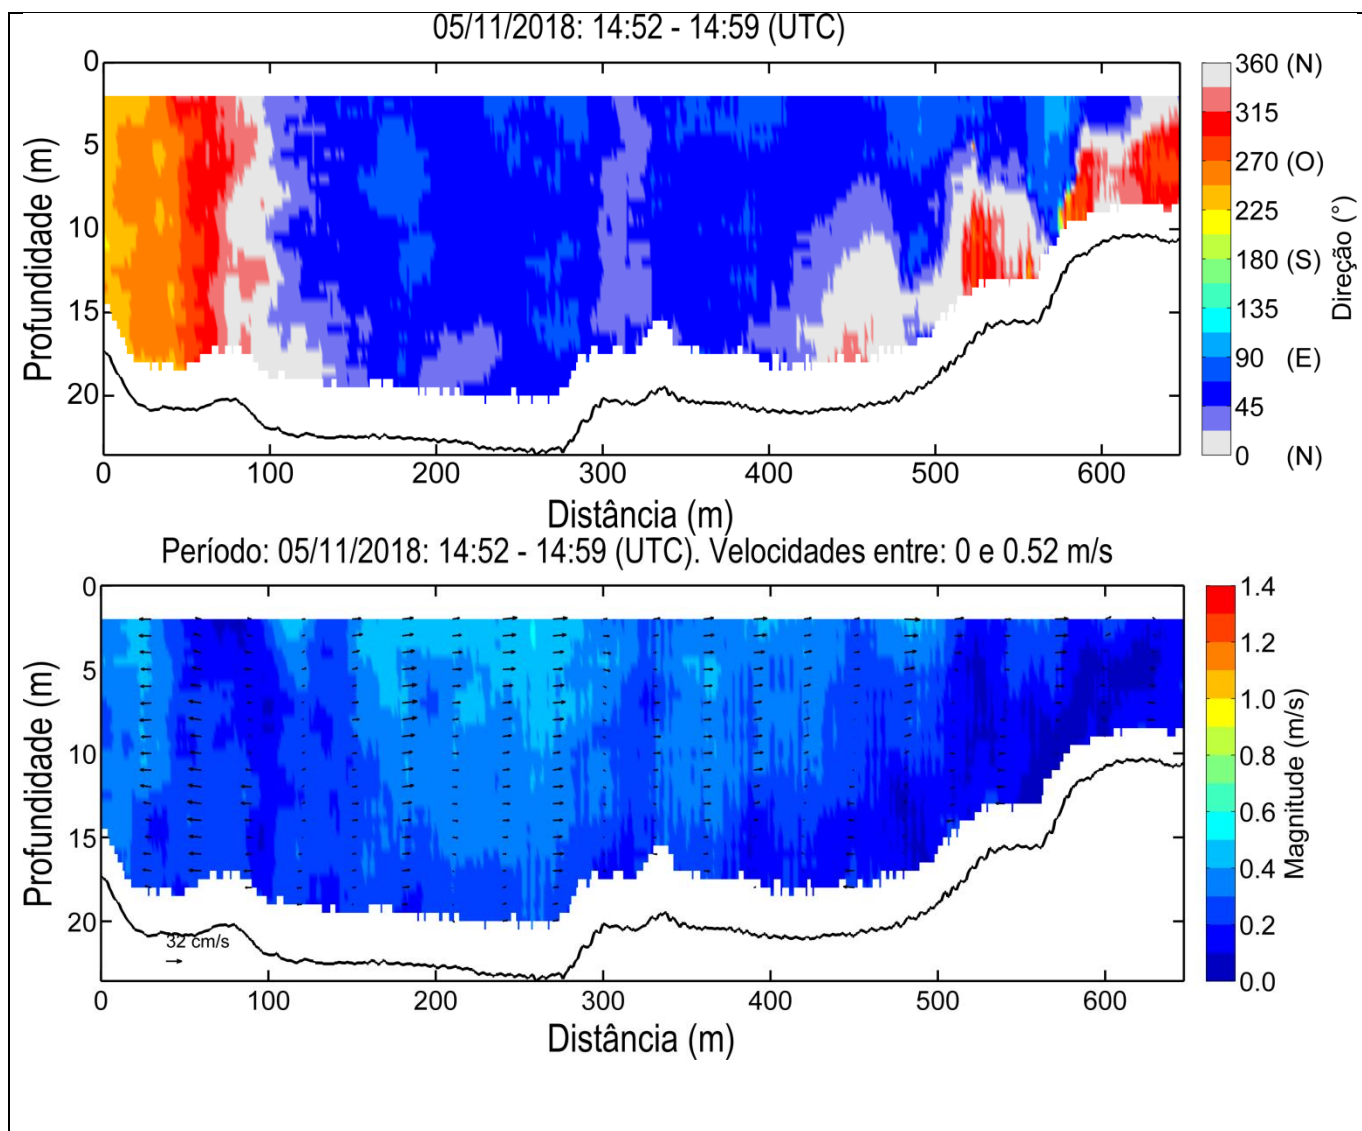 05/11/2018: 14:52 - 14:59 (UTC)
0
5
10
15
20
Profundidade (m)
0 100 200 300 400 500 600
Distância (m)
360 (N)
315
270 (O)
225
180 (S)
135
90 (E)
45
0 (N)
Direção (°)
Período: 05/11/2018: 14:52 - 14:59 (UTC). Velocidades entre: 0 e 0.52 m/s
0
5
10
15
20
Profundidade (m)
32 cm/s
0 100 200 300 400 500 600
Distância (m)
1.4
1.2
1.0
0.8
0.6
0.4
0.2
0.0
Magnitude (m/s)